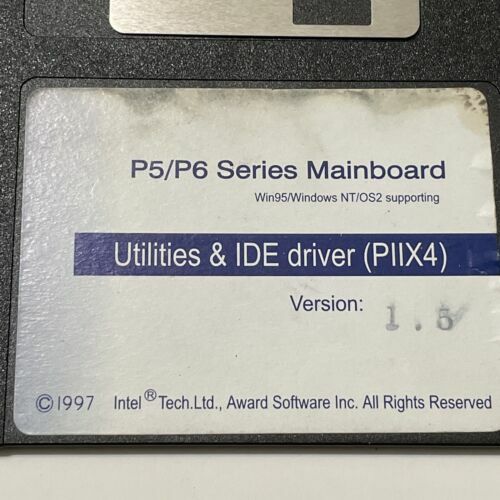 P5/P6 Series Mainboard
Win95/Windows NT/OS2 supporting
Utilities & IDE driver (PIIX4)
Version: 1.5
©1997 Intel® Tech.Ltd., Award Software Inc. All Rights Reserved